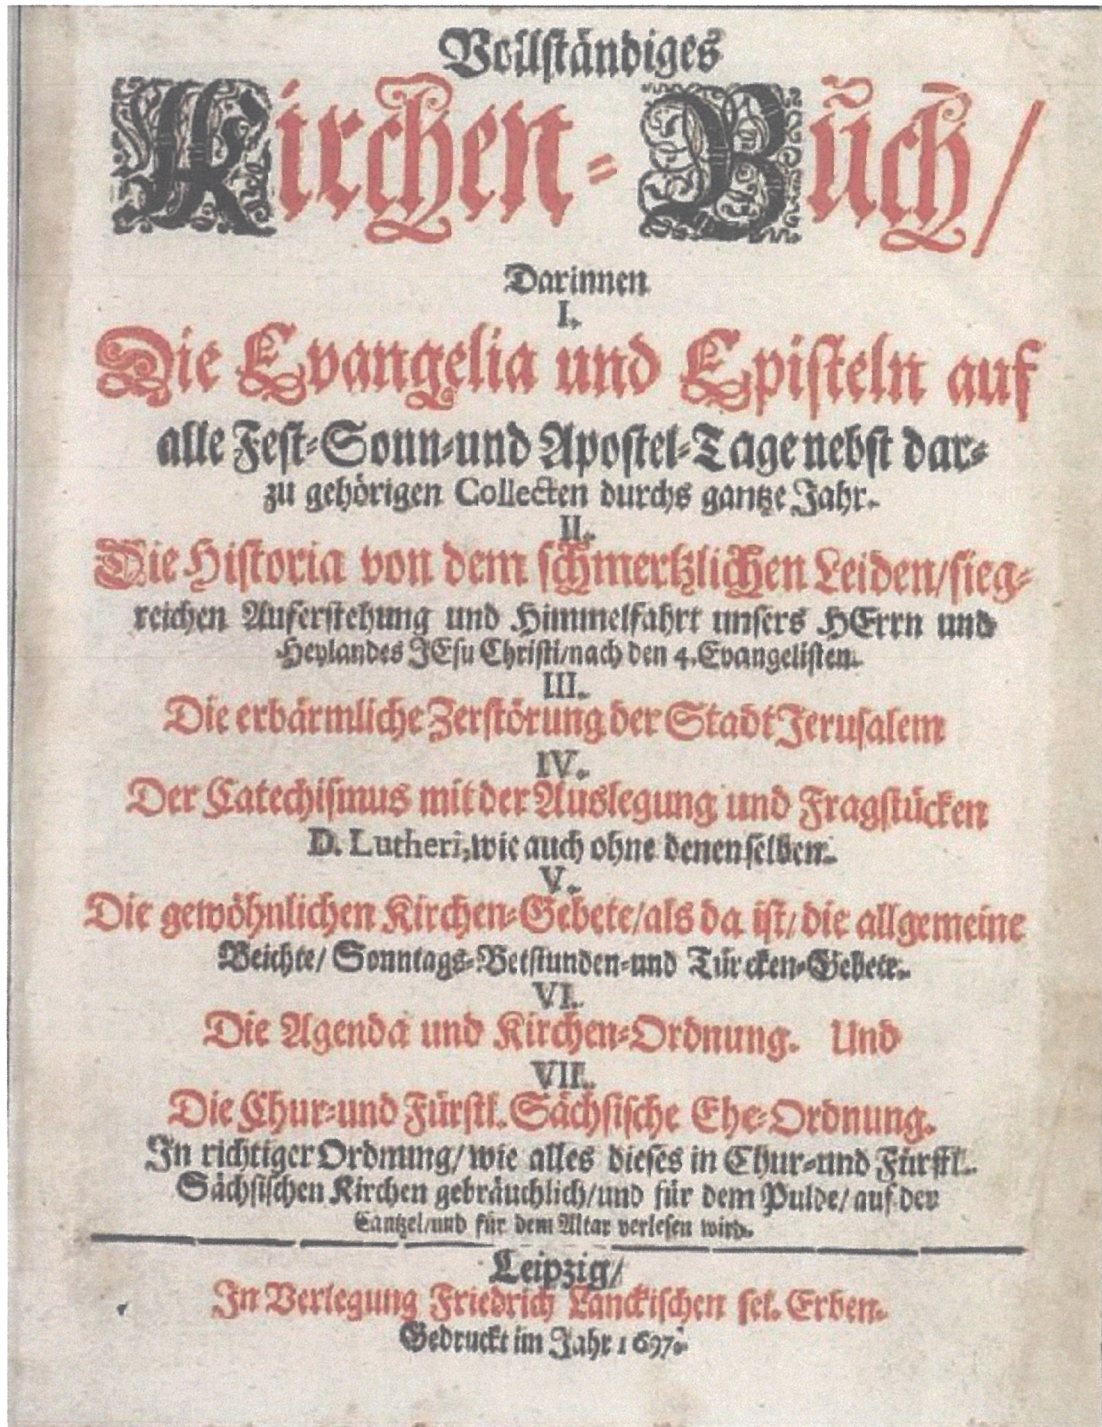 Vollständiges
Kirchen-Buch/
Darinnen
I.
Die Evangelia und Episteln auf
alle Fest-Sonn-und Apostel-Tage nebst dar-
zu gehörigen Collecten durchs gantze Jahr.
II.
Die Historia von dem schmertzlichen Leiden/sieg-
reichen Auferstehung und Himmelfahrt unsers HErrn und
Heylandes JEsu Christi/nach den 4. Evangelisten.
III.
Die erbärmliche Zerstörung der Stadt Jerusalem
IV.
Der Catechismus mit der Auslegung und Fragstücken
D. Lutheri, wie auch ohne denenselben.
V.
Die gewöhnlichen Kirchen-Gebete/als da ist/die allgemeine
Beichte/ Sonntags-Betstunden-und Türcken-Gebete.
VI.
Die Agenda und Kirchen-Ordnung. Und
VII.
Die Chur-und Fürstl. Sächsische Ehe-Ordnung.
In richtiger Ordnung/wie alles dieses in Chur-und Fürstl.
Sächsischen Kirchen gebräuchlich/und für dem Pulde/auf der
Cantzel/und für dem Altar verlesen wird.
Leipzig/
In Verlegung Friedrich Lanckischen sel. Erben.
Gedruckt im Jahr 1697.